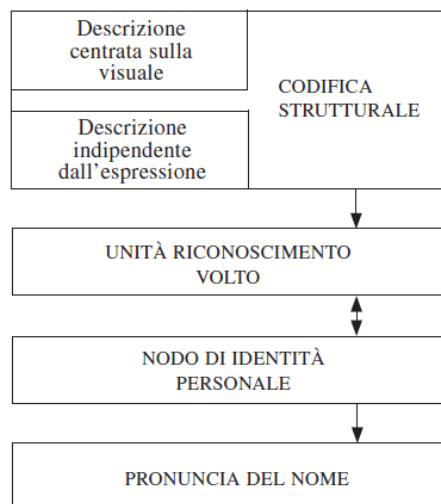 Descrizione
centrata sulla
visuale
CODIFICA
STRUTTURALE
Descrizione
indipendente
dall'espressione
UNITÀ RICONOSCIMENTO
VOLTO
NODO DI IDENTITÀ
PERSONALE
PRONUNCIA DEL NOME